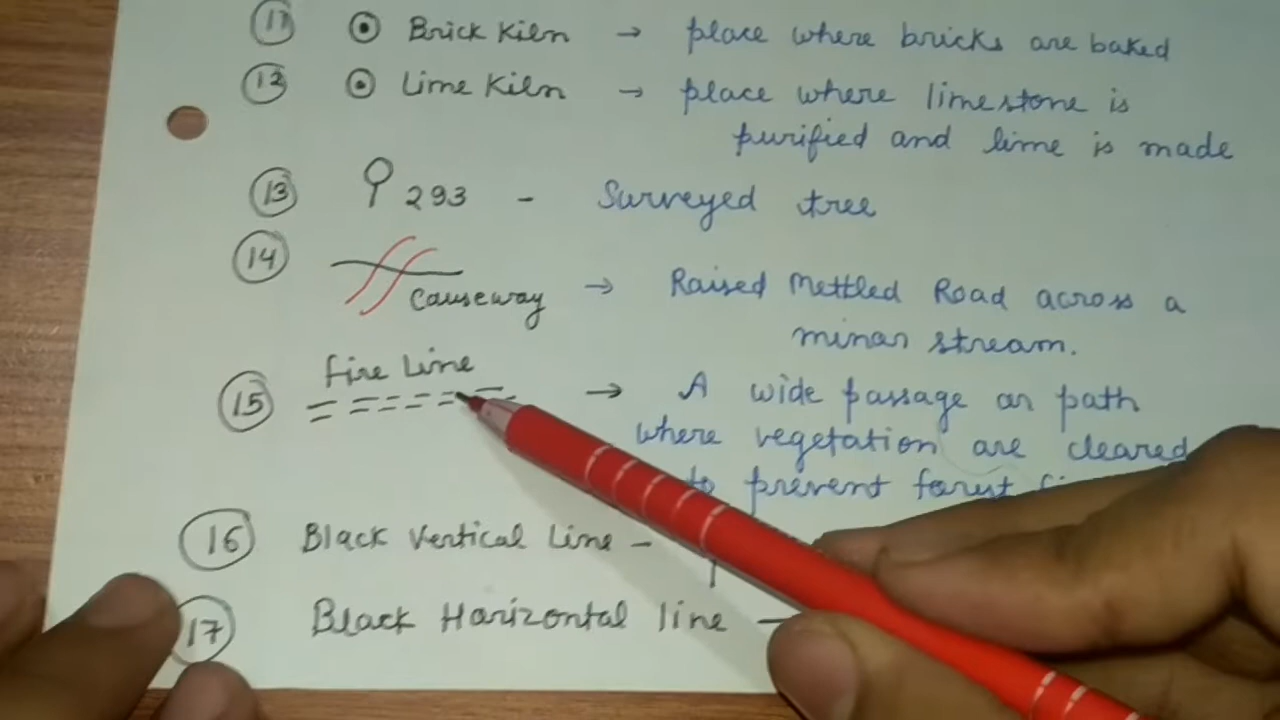 11 Brick Kiln → place where bricks are baked
12 Lime Kiln → place where limestone is
purified and lime is made
13 293 - Surveyed tree
14 Causeway → Raised Mettled Road across a
minor stream.
Fire Line
15 → A wide passage or path
where vegetation are cleared
to prevent forest
16 Black Vertical Line -
17 Black Horizontal line -